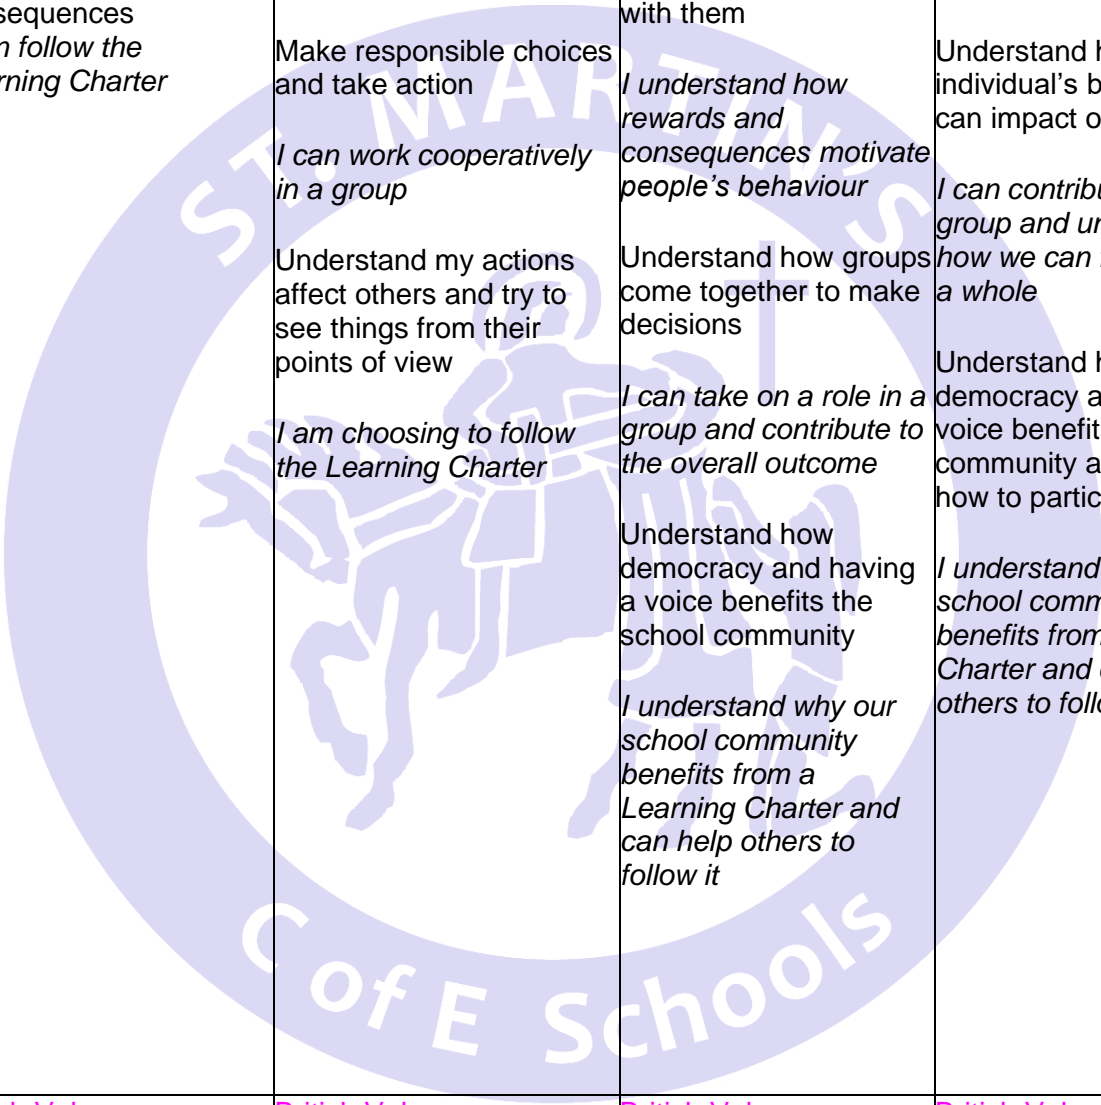 sequences
follow the
Learning Charter
Make responsible choices
and take action
I can work cooperatively
in a group
Understand my actions
affect others and try to
see things from their
points of view
I am choosing to follow
the Learning Charter
with them
I understand how
rewards and
consequences motivate
people's behaviour
Understand how groups
come together to make
decisions
I can take on a role in a
group and contribute to
the overall outcome
Understand how
democracy and having
a voice benefits the
school community
I understand why our
school community
benefits from a
Learning Charter and
can help others to
follow it
Understand
individual's
can impact
I can
group and
how we can
a whole
Understand
democracy
voice
community
how to
I understand
school
benefits from
Charter and
others to
ST. MARTIN'S
C of E Schools